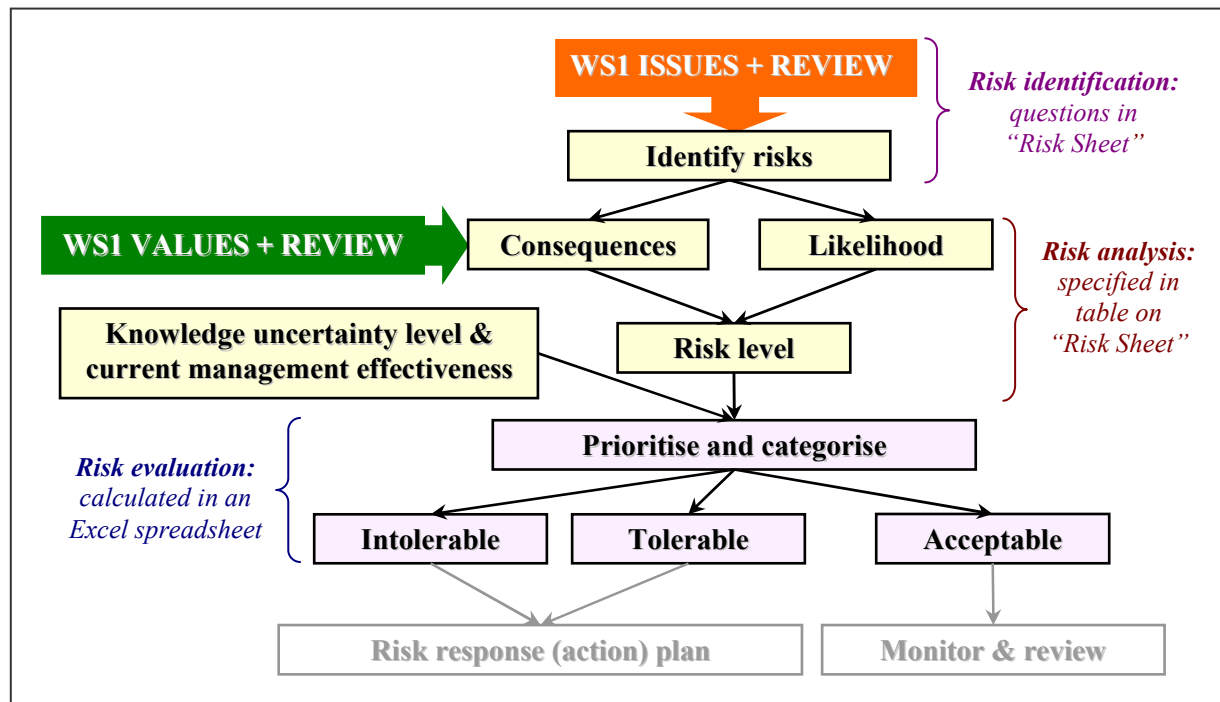 WS1 ISSUES + REVIEW
Risk identification:
questions in
“Risk Sheet”
Identify risks
WS1 VALUES + REVIEW
Consequences
Likelihood
Risk analysis:
specified in
table on
“Risk Sheet”
Knowledge uncertainty level &
current management effectiveness
Risk level
Prioritise and categorise
Risk evaluation:
calculated in an
Excel spreadsheet
Intolerable
Tolerable
Acceptable
Risk response (action) plan
Monitor & review